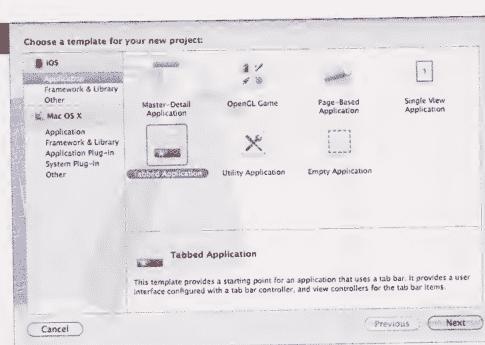 Choose a template for your new project:
iOS
Application
Framework & Library
Other
Mac OS X
Application
Framework & Library
Application Plug-in
System Plug-in
Other
Master-Detail
Application
OpenGL Game
Page-Based
Application
Single View
Application
Tabbed Application
Utility Application
Empty Application
Tabbed Application
This template provides a starting point for an application that uses a tab bar. It provides a user
interface configured with a tab bar controller, and view controllers for the tab bar items.
Cancel
Previous
Next